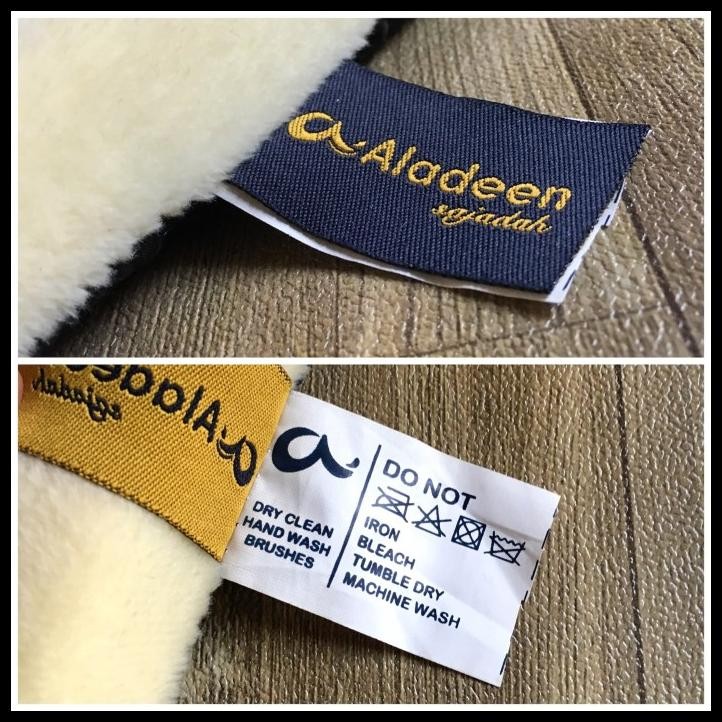 a Aladeen
sajadah
a Aladeen
sajadah
a
DRY CLEAN
HAND WASH
BRUSHES
DO NOT
IRON
BLEACH
TUMBLE DRY
MACHINE WASH